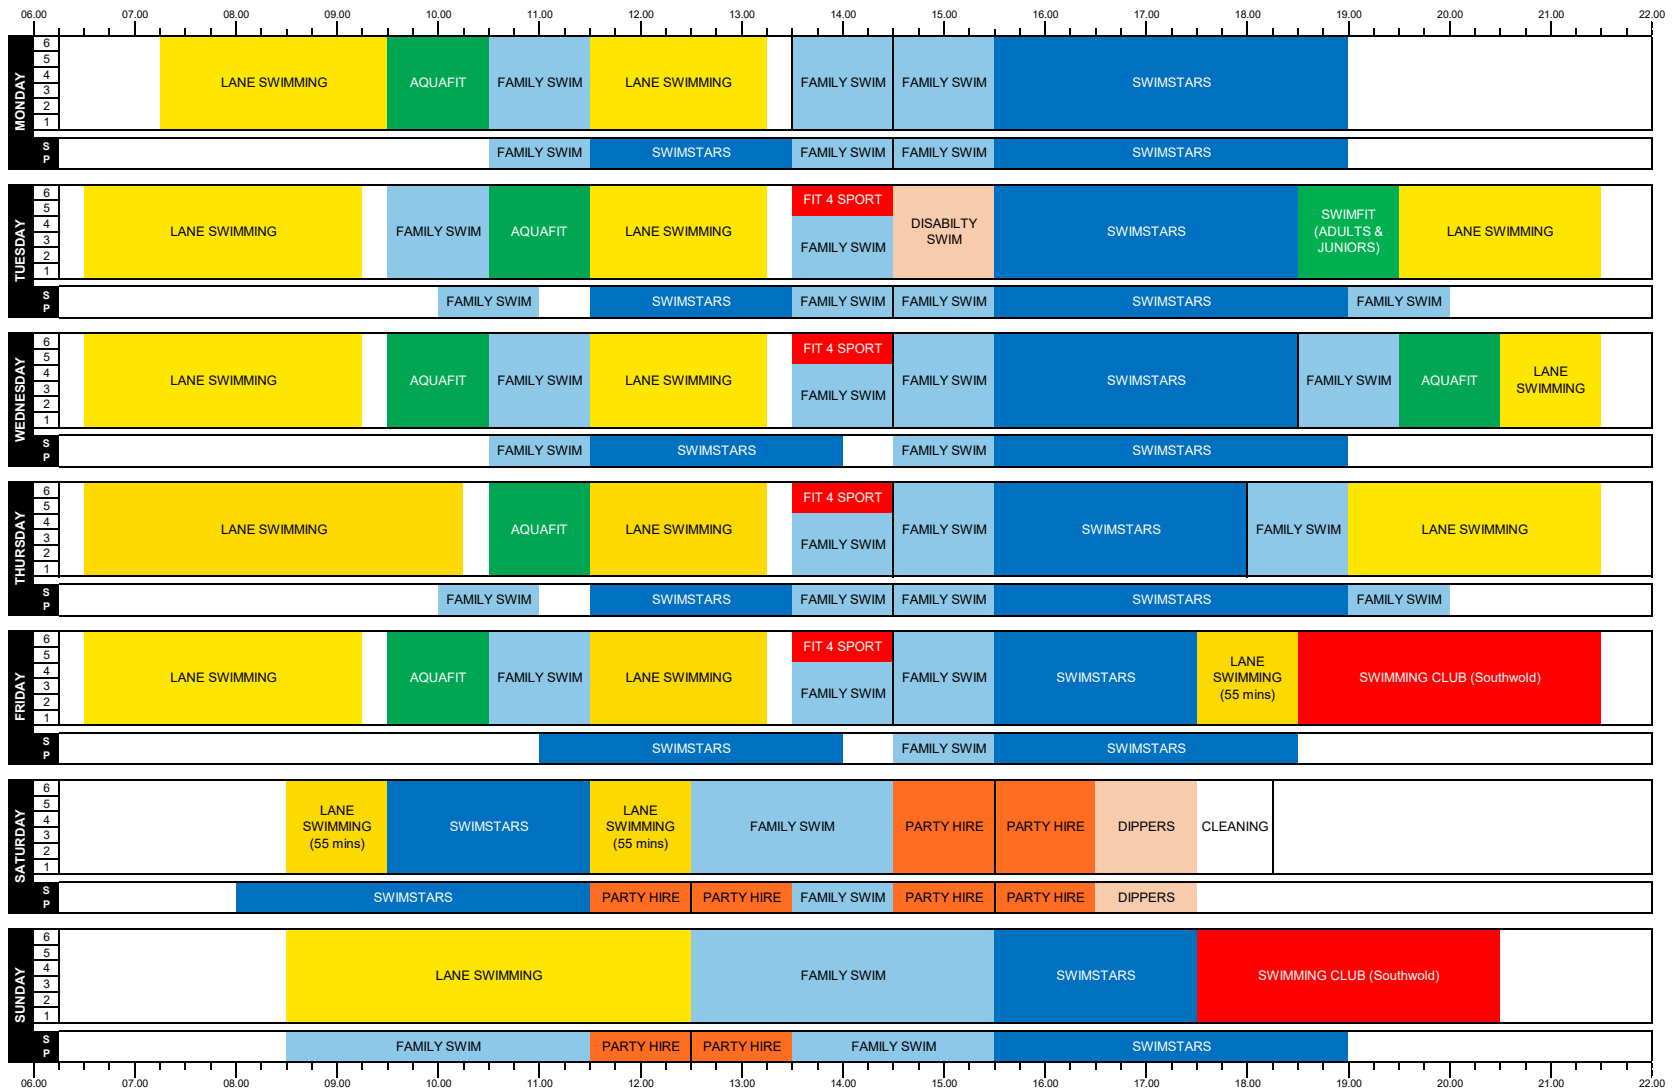 06.00 07.00 08.00 09.00 10.00 11.00 12.00 13.00 14.00 15.00 16.00 17.00 18.00 19.00 20.00 21.00 22.00
MONDAY
6
5
4
3
2
1
LANE SWIMMING AQUAFIT FAMILY SWIM LANE SWIMMING FAMILY SWIM FAMILY SWIM SWIMSTARS
S
P
FAMILY SWIM SWIMSTARS FAMILY SWIM FAMILY SWIM SWIMSTARS
TUESDAY
6
5
4
3
2
1
LANE SWIMMING FAMILY SWIM AQUAFIT LANE SWIMMING
FIT 4 SPORT
FAMILY SWIM
DISABILTY
SWIM
SWIMSTARS
SWIMFIT
(ADULTS &
JUNIORS)
LANE SWIMMING
S
P
FAMILY SWIM SWIMSTARS FAMILY SWIM FAMILY SWIM SWIMSTARS FAMILY SWIM
WEDNESDAY
6
5
4
3
2
1
LANE SWIMMING AQUAFIT FAMILY SWIM LANE SWIMMING
FIT 4 SPORT
FAMILY SWIM
FAMILY SWIM SWIMSTARS FAMILY SWIM AQUAFIT
LANE
SWIMMING
S
P
FAMILY SWIM SWIMSTARS FAMILY SWIM SWIMSTARS
THURSDAY
6
5
4
3
2
1
LANE SWIMMING AQUAFIT LANE SWIMMING
FIT 4 SPORT
FAMILY SWIM
FAMILY SWIM SWIMSTARS FAMILY SWIM LANE SWIMMING
S
P
FAMILY SWIM SWIMSTARS FAMILY SWIM FAMILY SWIM SWIMSTARS FAMILY SWIM
FRIDAY
6
5
4
3
2
1
LANE SWIMMING AQUAFIT FAMILY SWIM LANE SWIMMING
FIT 4 SPORT
FAMILY SWIM
FAMILY SWIM SWIMSTARS
LANE
SWIMMING
(55 mins)
SWIMMING CLUB (Southwold)
S
P
SWIMSTARS FAMILY SWIM SWIMSTARS
SATURDAY
6
5
4
3
2
1
LANE
SWIMMING
(55 mins)
SWIMSTARS
LANE
SWIMMING
(55 mins)
FAMILY SWIM PARTY HIRE PARTY HIRE DIPPERS CLEANING
S
P
SWIMSTARS PARTY HIRE PARTY HIRE FAMILY SWIM PARTY HIRE PARTY HIRE DIPPERS
SUNDAY
6
5
4
3
2
1
LANE SWIMMING FAMILY SWIM SWIMSTARS SWIMMING CLUB (Southwold)
S
P
FAMILY SWIM PARTY HIRE PARTY HIRE FAMILY SWIM SWIMSTARS
06.00 07.00 08.00 09.00 10.00 11.00 12.00 13.00 14.00 15.00 16.00 17.00 18.00 19.00 20.00 21.00 22.00